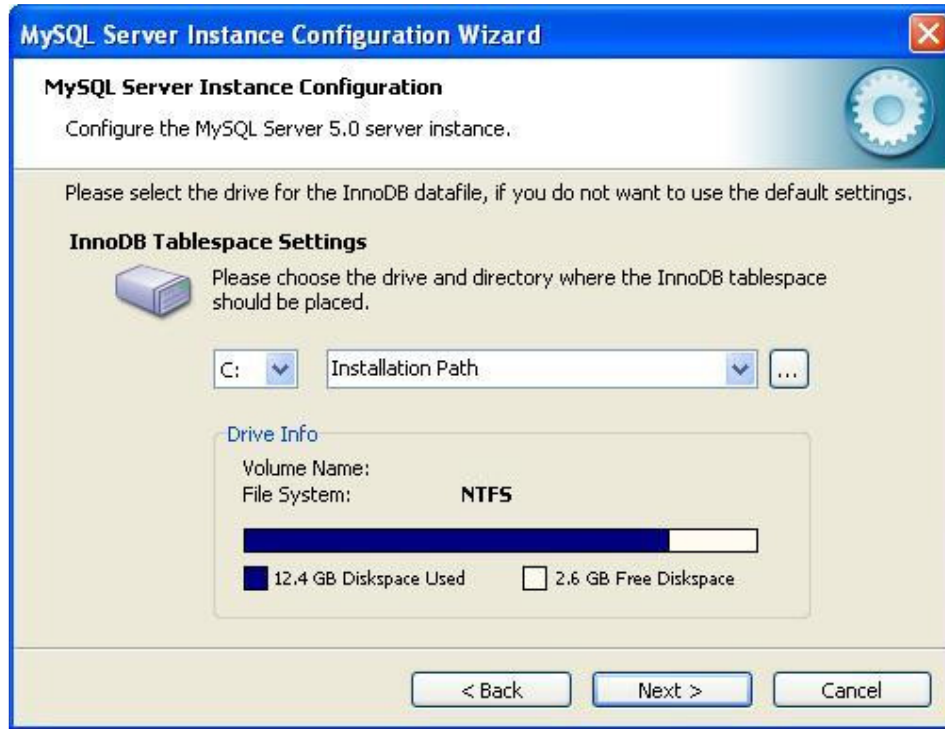 MySQL Server Instance Configuration Wizard
MySQL Server Instance Configuration
Configure the MySQL Server 5.0 server instance.
Please select the drive for the InnoDB datafile, if you do not want to use the default settings.
InnoDB Tablespace Settings
Please choose the drive and directory where the InnoDB tablespace
should be placed.
C: Installation Path ...
Drive Info
Volume Name:
File System: NTFS
12.4 GB Diskspace Used 2.6 GB Free Diskspace
< Back Next > Cancel